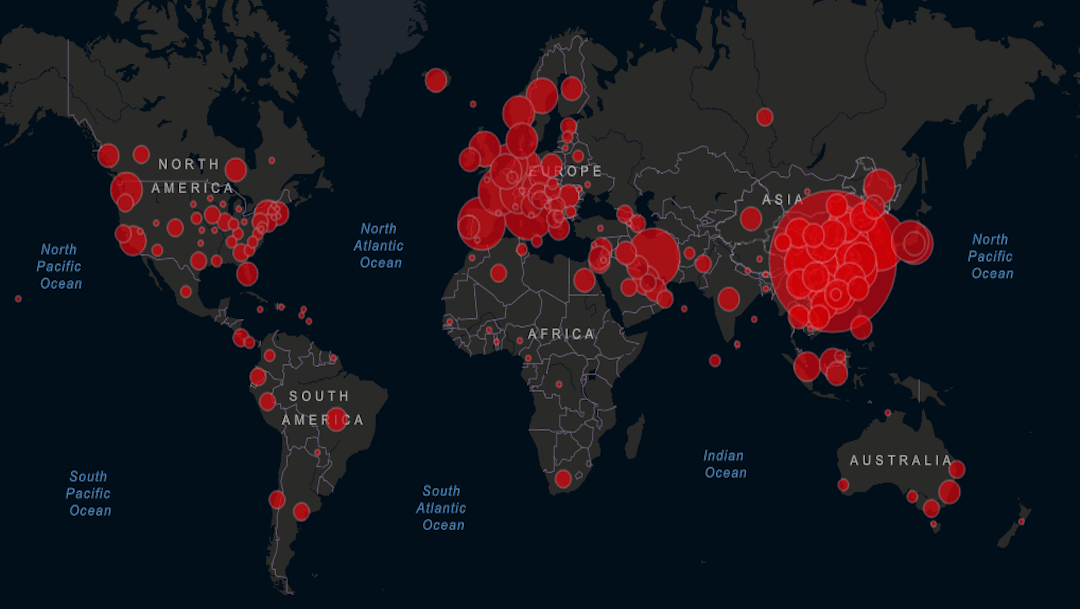 NORTH
AMERICA
EUROPE
ASIA
North
Pacific
Ocean
North
Atlantic
Ocean
North
Pacific
Ocean
AFRICA
SOUTH
AMERICA
South
Pacific
Ocean
South
Atlantic
Ocean
Indian
Ocean
AUSTRALIA